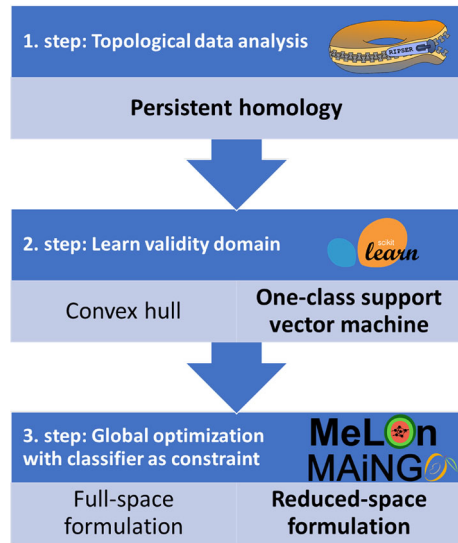 1. step: Topological data analysis
RIPSER
Persistent homology
2. step: Learn validity domain
scikit
learn
Convex hull
One-class support
vector machine
3. step: Global optimization
with classifier as constraint
MeLOn
MAiNGO
Full-space
formulation
Reduced-space
formulation